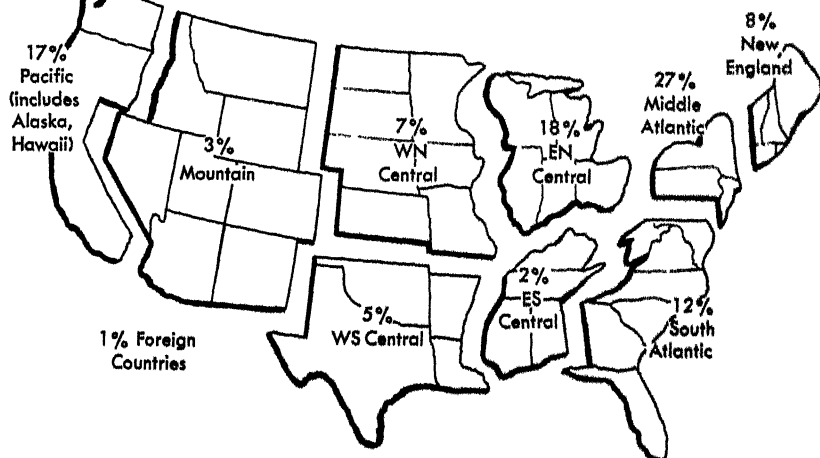 8%
New
England
17%
Pacific
(includes
Alaska,
Hawaii)
27%
Middle
Atlantic
3%
Mountain
7%
WN
Central
18%
EN
Central
2%
ES
Central
5%
WS Central
12%
South
Atlantic
1% Foreign
Countries